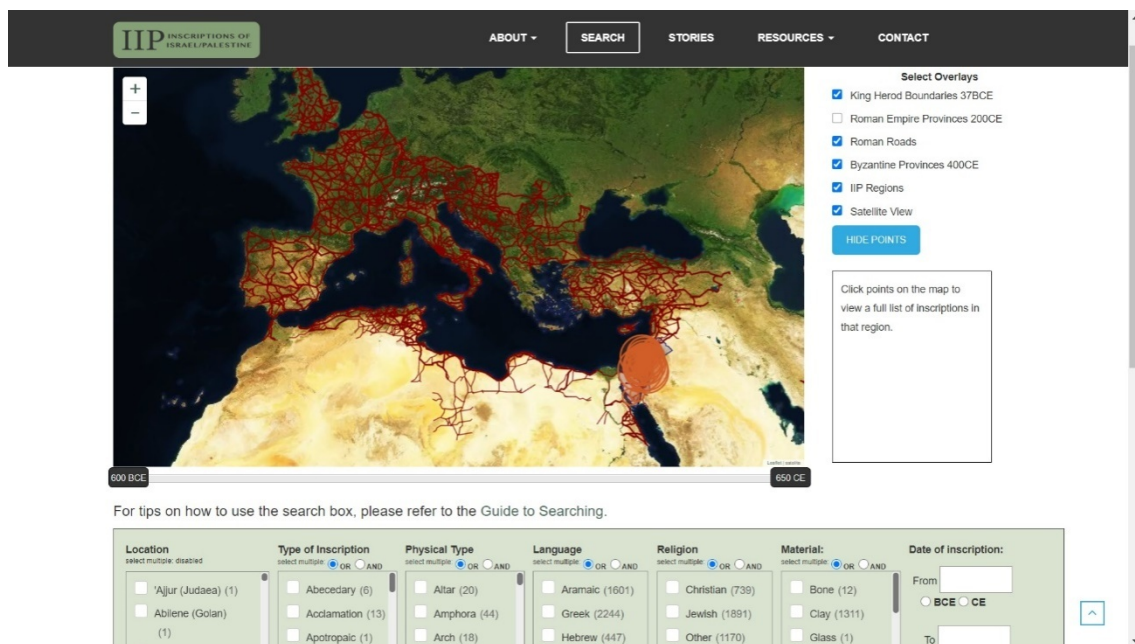 IIP INSCRIPTIONS OF
ISRAEL/PALESTINE
ABOUT
SEARCH
STORIES
RESOURCES
CONTACT
+
−
Select Overlays
King Herod Boundaries 37BCE
Roman Empire Provinces 200CE
Roman Roads
Byzantine Provinces 400CE
IIP Regions
Satellite View
HIDE POINTS
Click points on the map to
view a full list of inscriptions in
that region.
Leaflet | satellite
600 BCE
650 CE
For tips on how to use the search box, please refer to the Guide to Searching.
Location
select multiple: disabled
'Ajjur (Judaea) (1)
Abilene (Golan)
(1)
Type of Inscription
select multiple: OR AND
Abecedary (6)
Acclamation (13)
Apotropaic (1)
Physical Type
select multiple: OR AND
Altar (20)
Amphora (44)
Arch (18)
Language
select multiple: OR AND
Aramaic (1601)
Greek (2244)
Hebrew (447)
Religion
select multiple: OR AND
Christian (739)
Jewish (1891)
Other (1170)
Material:
select multiple: OR AND
Bone (12)
Clay (1311)
Glass (1)
Date of inscription:
From
BCE CE
To